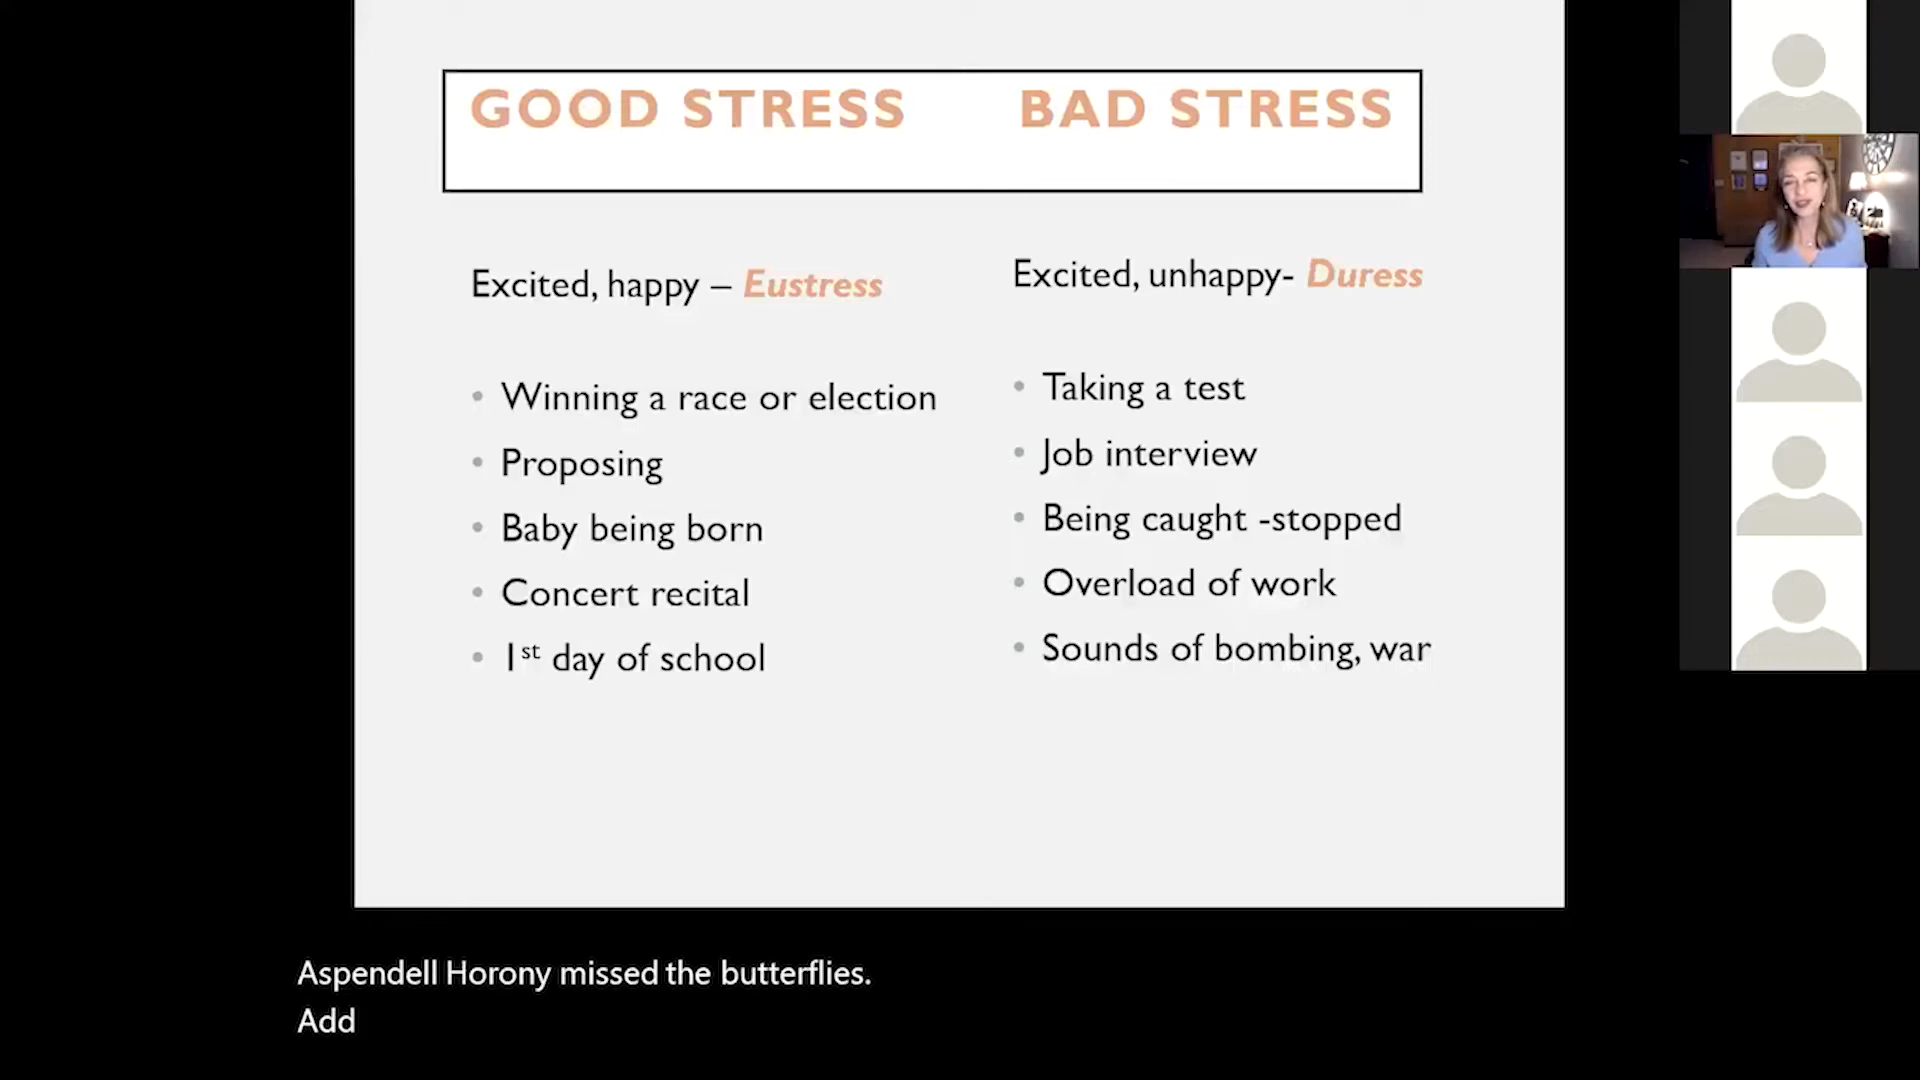 GOOD STRESS BAD STRESS
Excited, happy – Eustress
• Winning a race or election
• Proposing
• Baby being born
• Concert recital
• 1st day of school
Excited, unhappy- Duress
• Taking a test
• Job interview
• Being caught -stopped
• Overload of work
• Sounds of bombing, war
Aspendell Horony missed the butterflies.
Add